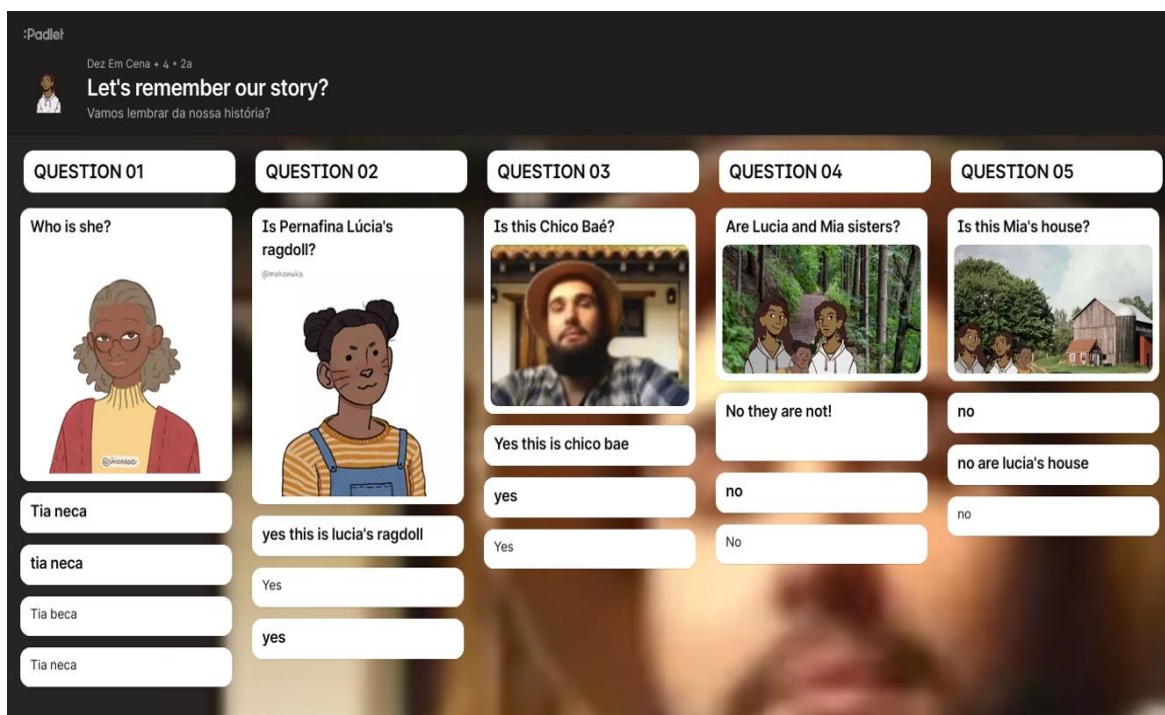 :Padlet
Dez Em Cena + 4 • 2a
Let's remember our story?
Vamos lembrar da nossa história?
QUESTION 01
Who is she?
@shionapc
Tia neca
tia neca
Tia beca
Tia neca
QUESTION 02
Is Pernafina Lúcia's
ragdoll?
yes this is lucia's ragdoll
Yes
yes
QUESTION 03
Is this Chico Baé?
Yes this is chico bae
yes
Yes
QUESTION 04
Are Lucia and Mia sisters?
No they are not!
no
No
QUESTION 05
Is this Mia's house?
no
no are lucia's house
no